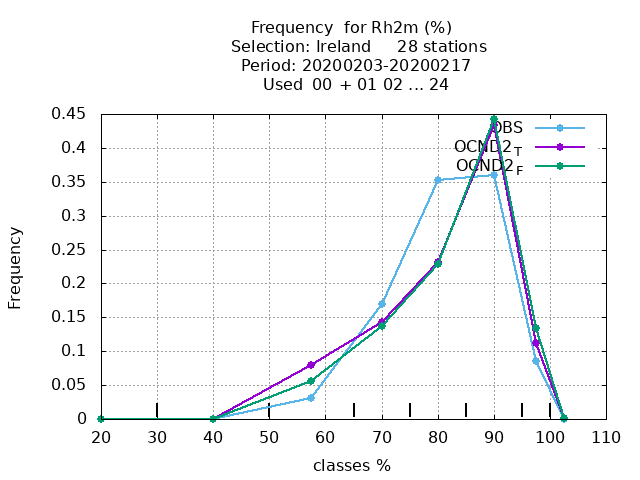 Frequency  for Rh2m (%)
Selection: Ireland     28 stations
Period: 20200203-20200217
Used  00 + 01 02 ... 24
Frequency
0.45
0.4
0.35
0.3
0.25
0.2
0.15
0.1
0.05
0
OBS
OCND2T
OCND2F
20 30 40 50 60 70 80 90 100 110
classes %